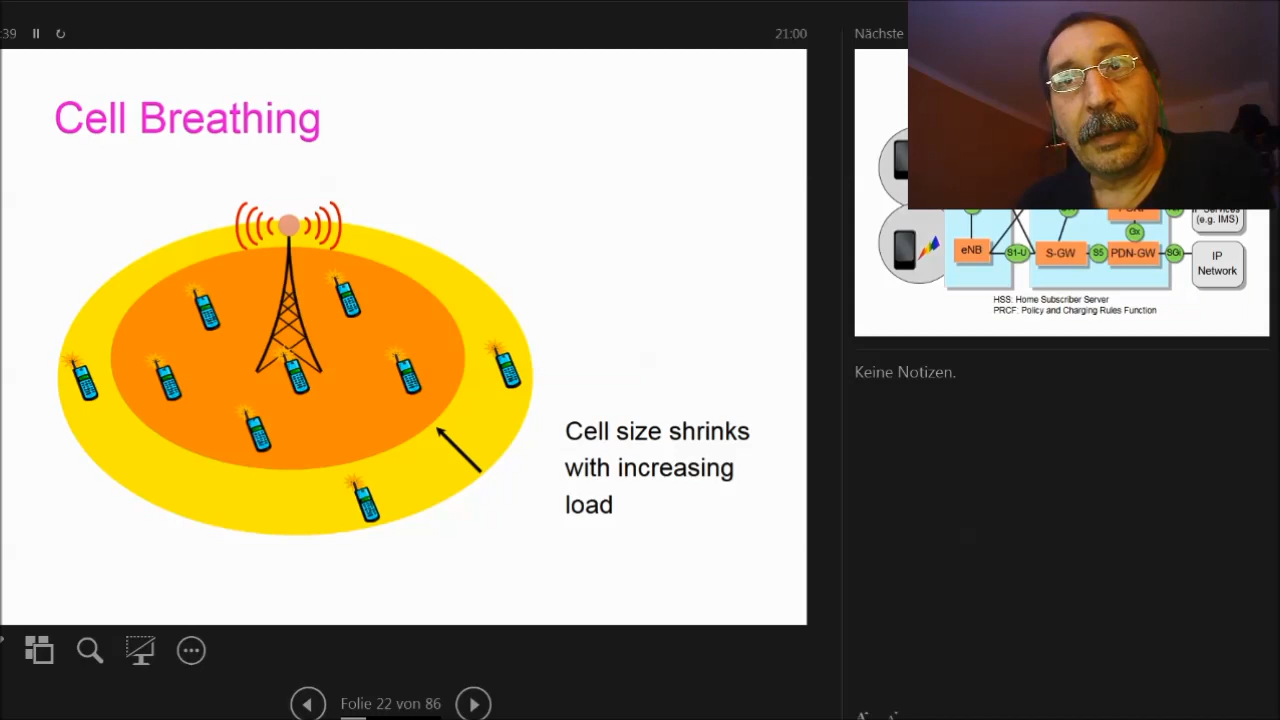 :39
21:00
Nächste
Cell Breathing
Cell size shrinks
with increasing
load
(e.g. IMS)
Gx
eNB
S1-U
S-GW
S5
PDN-GW
SGi
IP
Network
HSS: Home Subscriber Server
PRCF: Policy and Charging Rules Function
Keine Notizen.
Folie 22 von 86